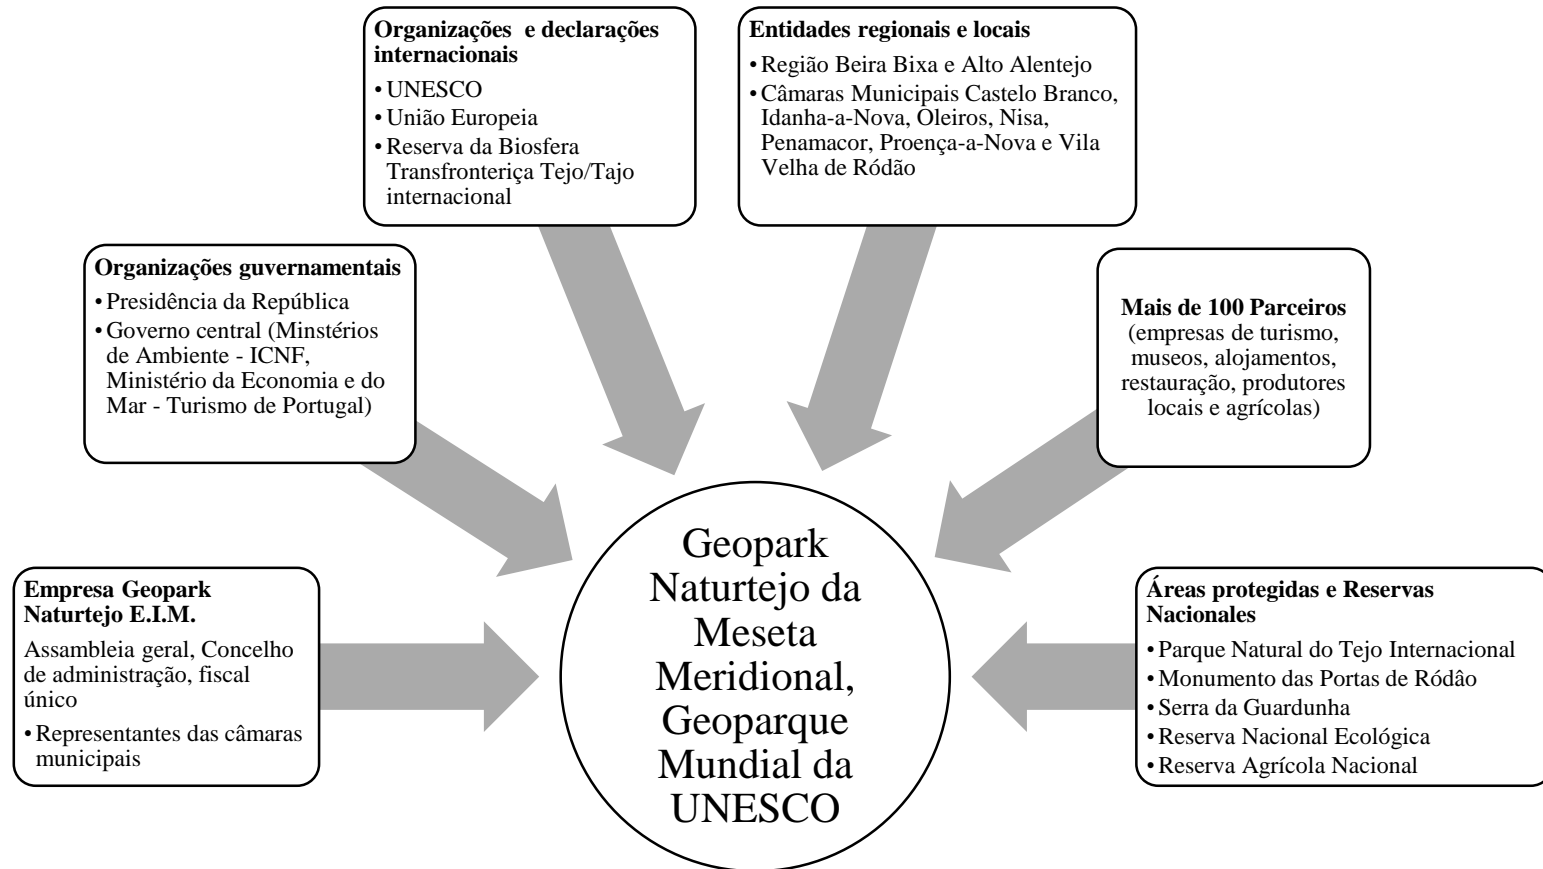 Organizações  e declarações
internacionais
• UNESCO
• União Europeia
• Reserva da Biosfera
Transfronteriça Tejo/Tajo
internacional
Entidades regionais e locais
• Região Beira Bixa e Alto Alentejo
• Câmaras Municipais Castelo Branco,
Idanha-a-Nova, Oleiros, Nisa,
Penamacor, Proença-a-Nova e Vila
Velha de Ródão
Organizações guvernamentais
• Presidência da República
• Governo central (Minstérios
de Ambiente - ICNF,
Ministério da Economia e do
Mar - Turismo de Portugal)
Mais de 100 Parceiros
(empresas de turismo,
museos, alojamentos,
restauração, produtores
locais e agrícolas)
Empresa Geopark
Naturtejo E.I.M.
Assambleia geral, Concelho
de administração, fiscal
único
• Representantes das câmaras
municipais
Geopark
Naturtejo da
Meseta
Meridional,
Geoparque
Mundial da
UNESCO
Áreas protegidas e Reservas
Nacionales
• Parque Natural do Tejo Internacional
• Monumento das Portas de Ródâo
• Serra da Guardunha
• Reserva Nacional Ecológica
• Reserva Agrícola Nacional